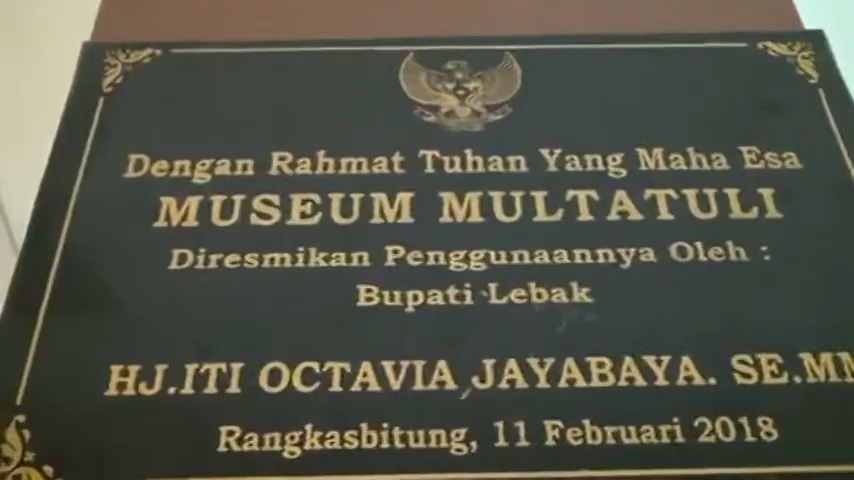 Dengan Rahmat Tuhan Yang Maha Esa
MUSEUM MULTATULI
Diresmikan Penggunaannya Oleh :
Bupati Lebak
HJ.ITI OCTAVIA JAYABAYA. SE.MM
Rangkasbitung, 11 Februari 2018